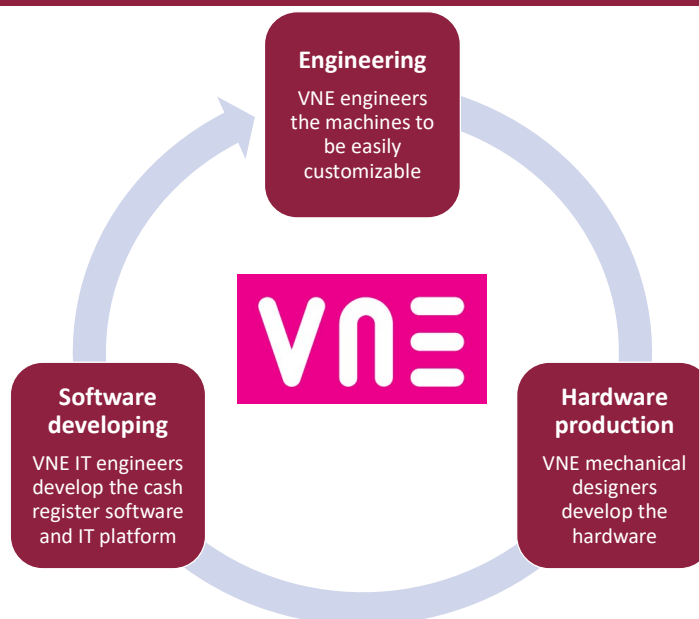 Engineering
VNE engineers
the machines to
be easily
customizable
VNE
Software
developing
VNE IT engineers
develop the cash
register software
and IT platform
Hardware
production
VNE mechanical
designers
develop the
hardware